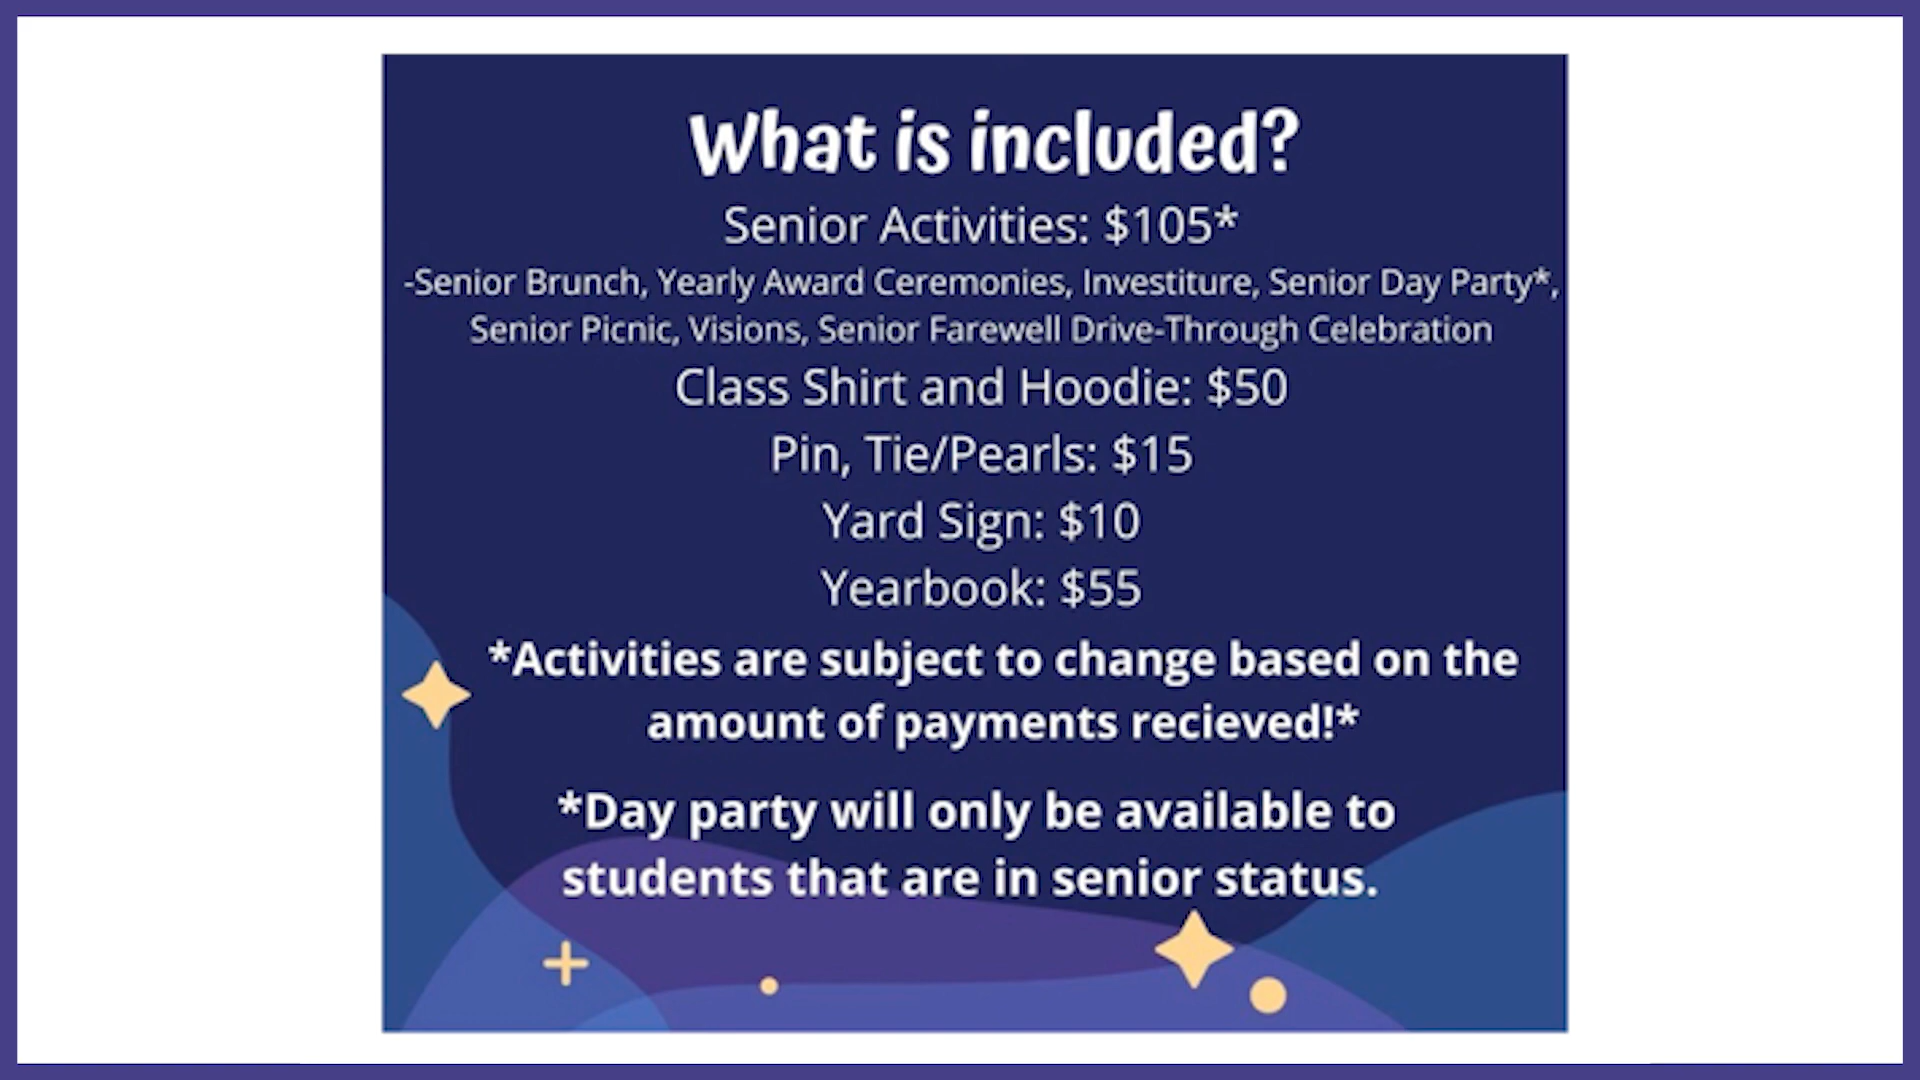 What is included?
Senior Activities: $105*
-Senior Brunch, Yearly Award Ceremonies, Investiture, Senior Day Party*,
Senior Picnic, Visions, Senior Farewell Drive-Through Celebration
Class Shirt and Hoodie: $50
Pin, Tie/Pearls: $15
Yard Sign: $10
Yearbook: $55
*Activities are subject to change based on the
amount of payments recieved!*
*Day party will only be available to
students that are in senior status.